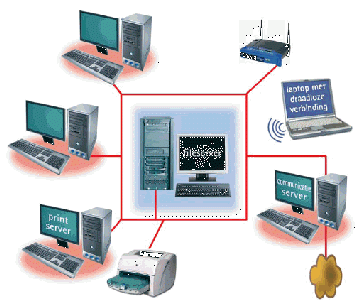 laptop met
draadloze
verbinding
communicatie
server
print
server